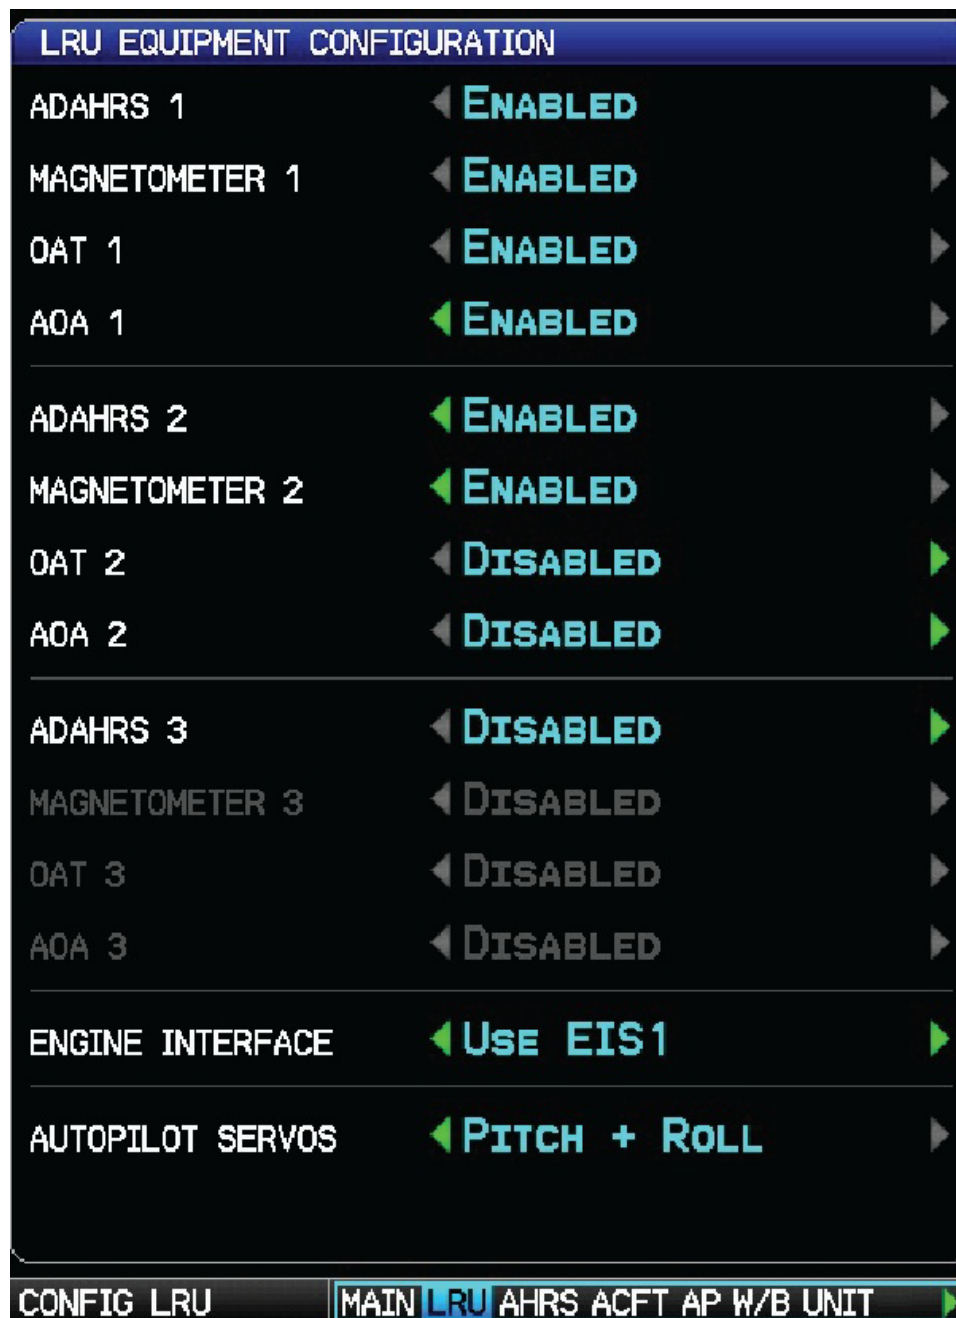 LRU EQUIPMENT CONFIGURATION
ADAHRS 1 ENABLED
MAGNETOMETER 1 ENABLED
OAT 1 ENABLED
AOA 1 ENABLED
ADAHRS 2 ENABLED
MAGNETOMETER 2 ENABLED
OAT 2 DISABLED
AOA 2 DISABLED
ADAHRS 3 DISABLED
MAGNETOMETER 3 DISABLED
OAT 3 DISABLED
AOA 3 DISABLED
ENGINE INTERFACE USE EIS1
AUTOPILOT SERVOS PITCH + ROLL
CONFIG LRU MAIN LRU AHRS ACFT AP W/B UNIT